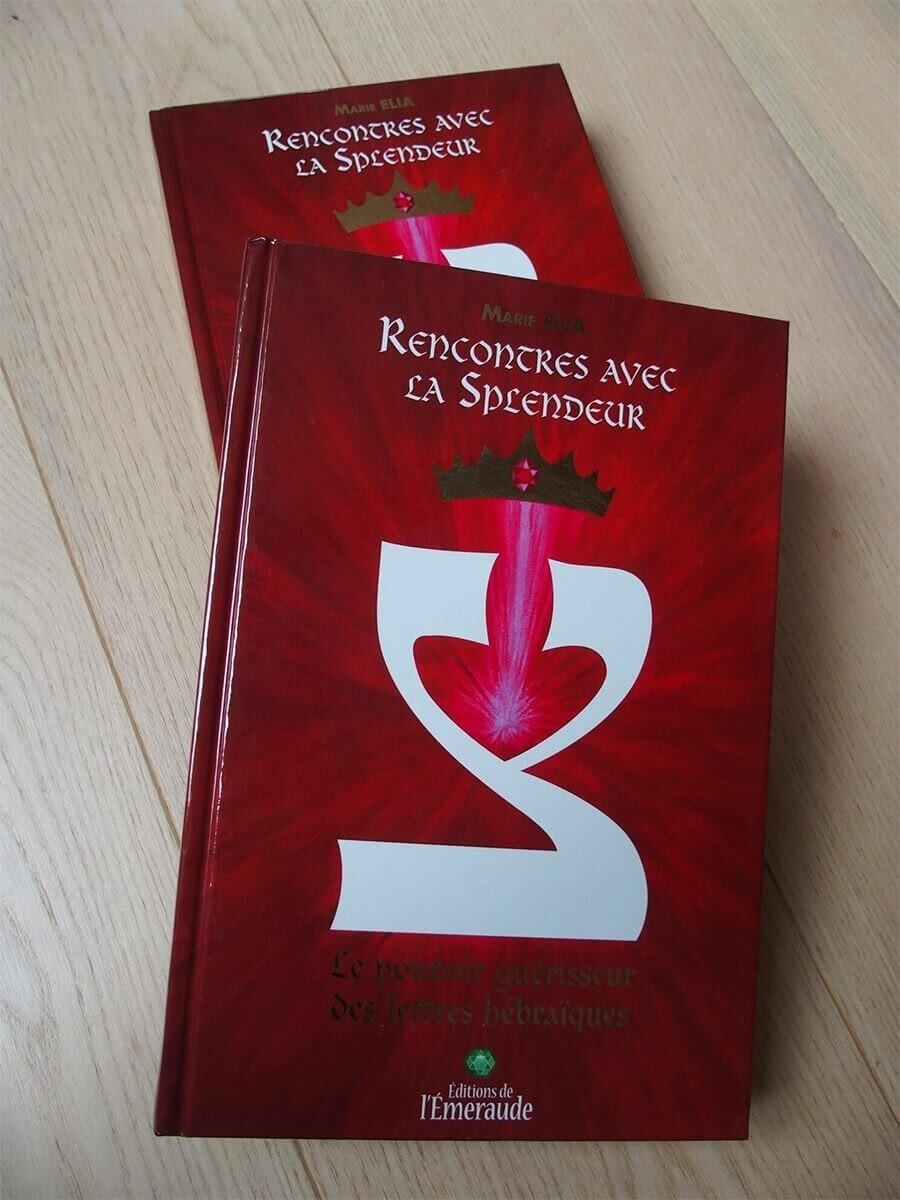 Marie ELIA
Rencontres avec
la Splendeur
Marie ELIA
Rencontres avec
la Splendeur
צ
Le pouvoir guérisseur
des lettres hébraïques
Éditions de
l'Émeraude